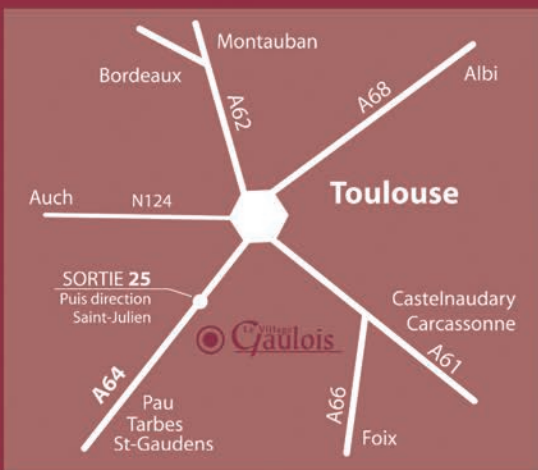 Montauban
Bordeaux
A62
A68
Albi
Auch
N124
Toulouse
SORTIE 25
Puis direction
Saint-Julien
Le Village
Gaulois
Castelnaudary
Carcassonne
A61
A64
A66
Pau
Tarbes
St-Gaudens
Foix